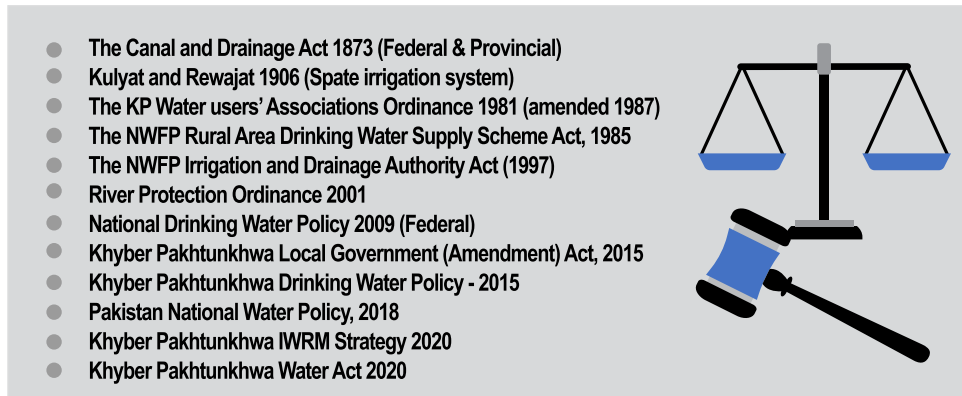 The Canal and Drainage Act 1873 (Federal & Provincial)
Kulyat and Rewajat 1906 (Spate irrigation system)
The KP Water users' Associations Ordinance 1981 (amended 1987)
The NWFP Rural Area Drinking Water Supply Scheme Act, 1985
The NWFP Irrigation and Drainage Authority Act (1997)
River Protection Ordinance 2001
National Drinking Water Policy 2009 (Federal)
Khyber Pakhtunkhwa Local Government (Amendment) Act, 2015
Khyber Pakhtunkhwa Drinking Water Policy - 2015
Pakistan National Water Policy, 2018
Khyber Pakhtunkhwa IWRM Strategy 2020
Khyber Pakhtunkhwa Water Act 2020